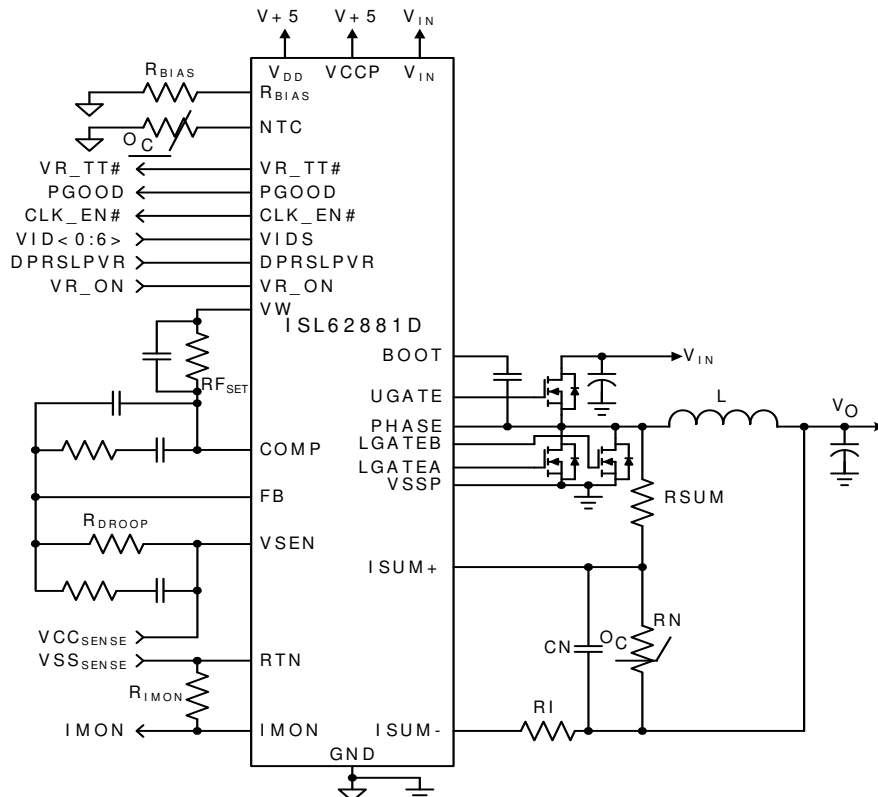 V+5 V+5 VIN
VDD VCCP VIN
RBIAS
RBIAS
NTC
OC
VR_TT# VR_TT#
PGOOD PGOOD
CLK_EN# CLK_EN#
VID<0:6> VIDS
DPRSLPVR DPRSLPVR
VR_ON VR_ON
VW
ISL62881D
BOOT
VIN
RFSET
UGATE
L
VO
PHASE
LGATEB
COMP
LGATEA
VSSP
FB
RSUM
RDROOP
VSEN
ISUM+
RN
OC
CN
VCCSENSE
VSSSENSE RTN
RIMON
RI
IMON IMON
ISUM-
GND